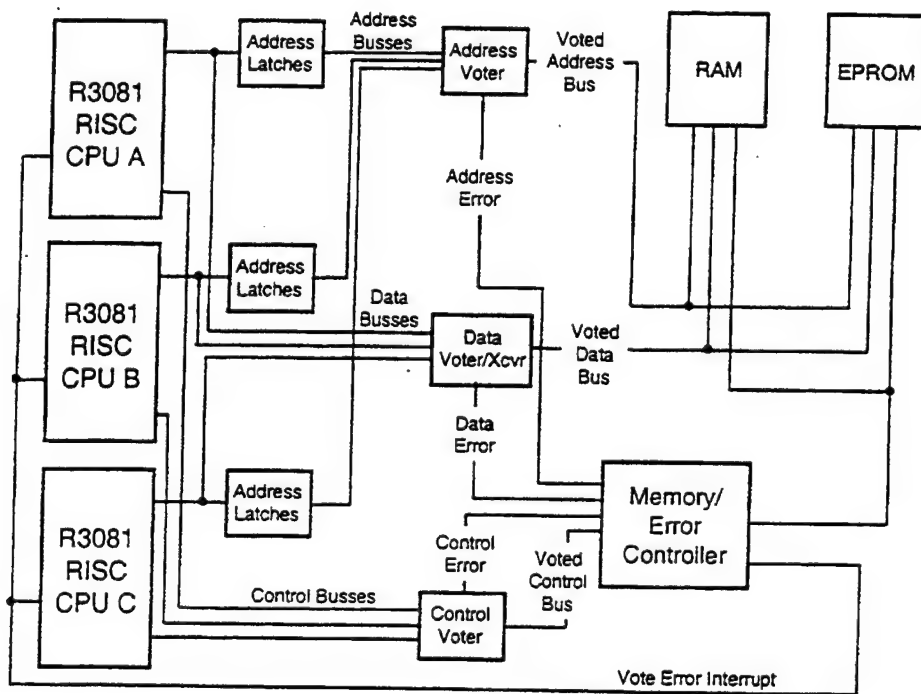 R3081
RISC
CPU A
Address
Latches
Address
Busses
Address
Voter
Voted
Address
Bus
RAM
EPROM
Address
Error
R3081
RISC
CPU B
Address
Latches
Data
Busses
Data
Voter/Xcvr
Voted
Data
Bus
Data
Error
R3081
RISC
CPU C
Address
Latches
Control
Error
Voted
Control
Bus
Memory/
Error
Controller
Control Busses
Control
Voter
Vote Error Interrupt